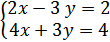 2x − 3 y = 2
4x + 3y = 4